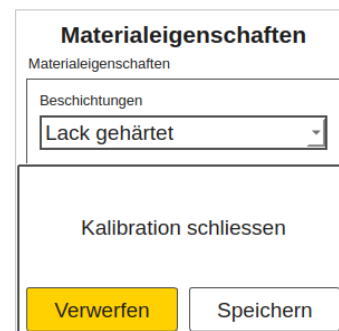 Materialeigenschaften
Materialeigenschaften
Beschichtungen
Lack gehärtet
Kalibration schliessen
Verwerfen
Speichern